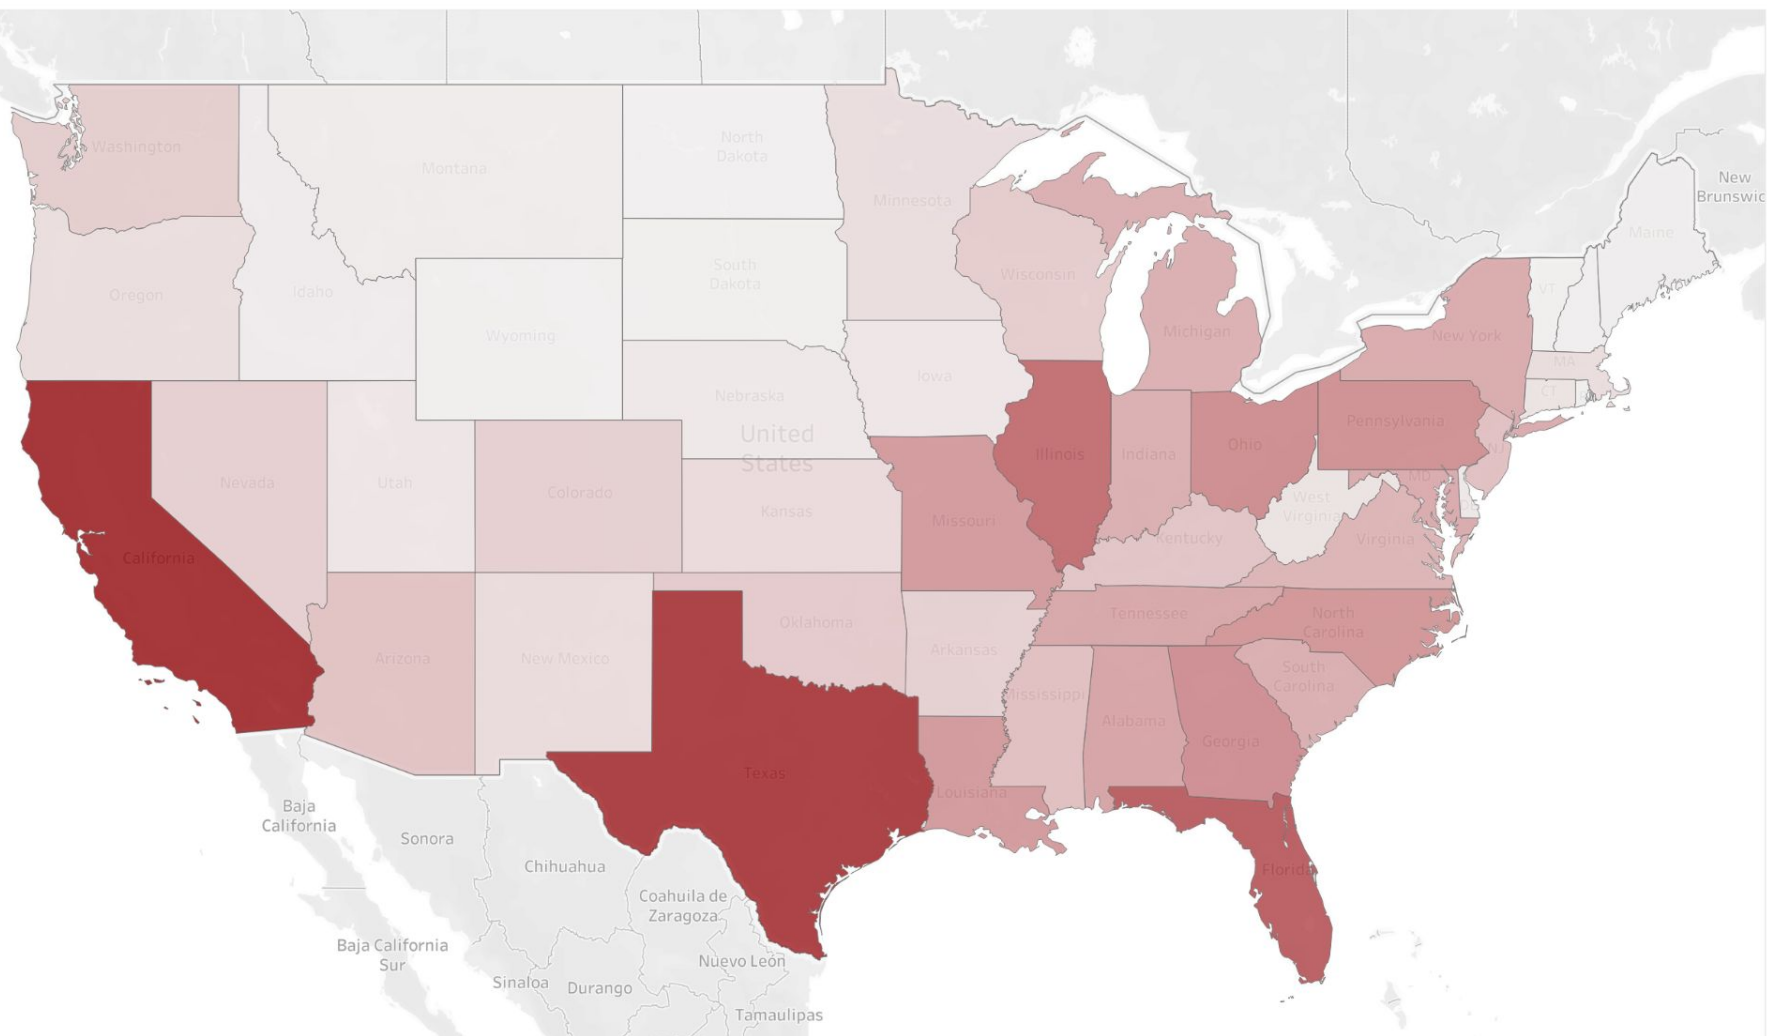 Washington
Montana
North
Dakota
Minnesota
New
Brunswic
Maine
Oregon
Idaho
South
Dakota
Wisconsin
VT
Wyoming
Michigan
New York
MA
CT
Iowa
Nebraska
United
States
Pennsylvania
Illinois
Indiana
Ohio
NJ
MD
Nevada
Utah
Colorado
Kansas
Missouri
West
Virginia
DE
California
Kentucky
Virginia
Arizona
New Mexico
Oklahoma
Arkansas
Tennessee
North
Carolina
South
Carolina
Mississippi
Alabama
Georgia
Texas
Louisiana
Florida
Baja
California
Sonora
Chihuahua
Coahuila de
Zaragoza
Baja California
Sur
Nuevo León
Sinaloa
Durango
Tamaulipas